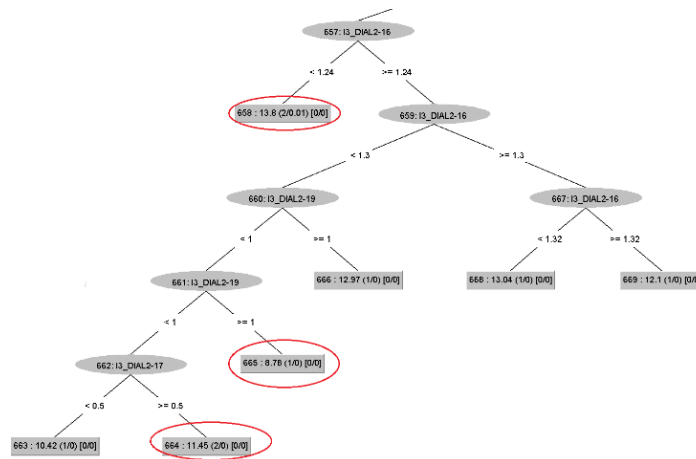 657: I3_DIAL2-16
< 1.24 >= 1.24
658 : 13.8 (2/0.01) [0/0] 659: I3_DIAL2-16
< 1.3 >= 1.3
660: I3_DIAL2-19 667: I3_DIAL2-16
< 1 >= 1 < 1.32 >= 1.32
661: I3_DIAL2-19 666 : 12.97 (1/0) [0/0] 668 : 13.04 (1/0) [0/0] 669 : 12.1 (1/0) [0/0]
< 1 >= 1
662: I3_DIAL2-17 665 : 8.78 (1/0) [0/0]
< 0.5 >= 0.5
663 : 10.42 (1/0) [0/0] 664 : 11.45 (2/0) [0/0]